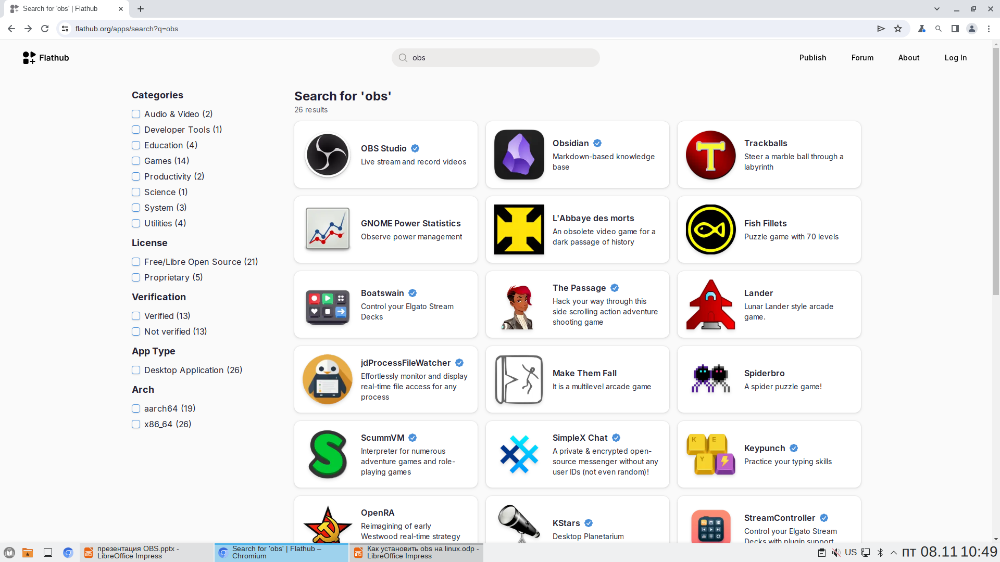 Search for 'obs' | Flathub
flathub.org/apps/search?q=obs
Flathub
obs
Publish
Forum
About
Log In
Categories
Audio & Video (2)
Developer Tools (1)
Education (4)
Games (14)
Productivity (2)
Science (1)
System (3)
Utilities (4)
License
Free/Libre Open Source (21)
Proprietary (5)
Verification
Verified (13)
Not verified (13)
App Type
Desktop Application (26)
Arch
aarch64 (19)
x86_64 (26)
Search for 'obs'
26 results
OBS Studio
Live stream and record videos
Obsidian
Markdown-based knowledge
base
T
Trackballs
Steer a marble ball through a
labyrinth
GNOME Power Statistics
Observe power management
L'Abbaye des morts
An obsolete video game for a
dark passage of history
Fish Fillets
Puzzle game with 70 levels
Boatswain
Control your Elgato Stream
Decks
The Passage
Hack your way through this
side scrolling action adventure
shooting game
Lander
Lunar Lander style arcade
game.
jdProcessFileWatcher
Effortlessly monitor and display
real-time file access for any
process
Make Them Fall
It is a multilevel arcade game
Spiderbro
A spider puzzle game!
S
ScummVM
Interpreter for numerous
adventure games and role-
playing games
SimpleX Chat
A private & encrypted open-
source messenger without any
user IDs (not even random)!
K E
Y
Keypunch
Practice your typing skills
OpenRA
Reimagining of early
Westwood real-time strategy
KStars
Desktop Planetarium
StreamController
Control your Elgato Stream
Decks with plugin support
презентация OBS.pptx -
LibreOffice Impress
Search for 'obs' | Flathub –
Chromium
Как установить obs на linux.odp -
LibreOffice Impress
US
пт 08.11 10:49